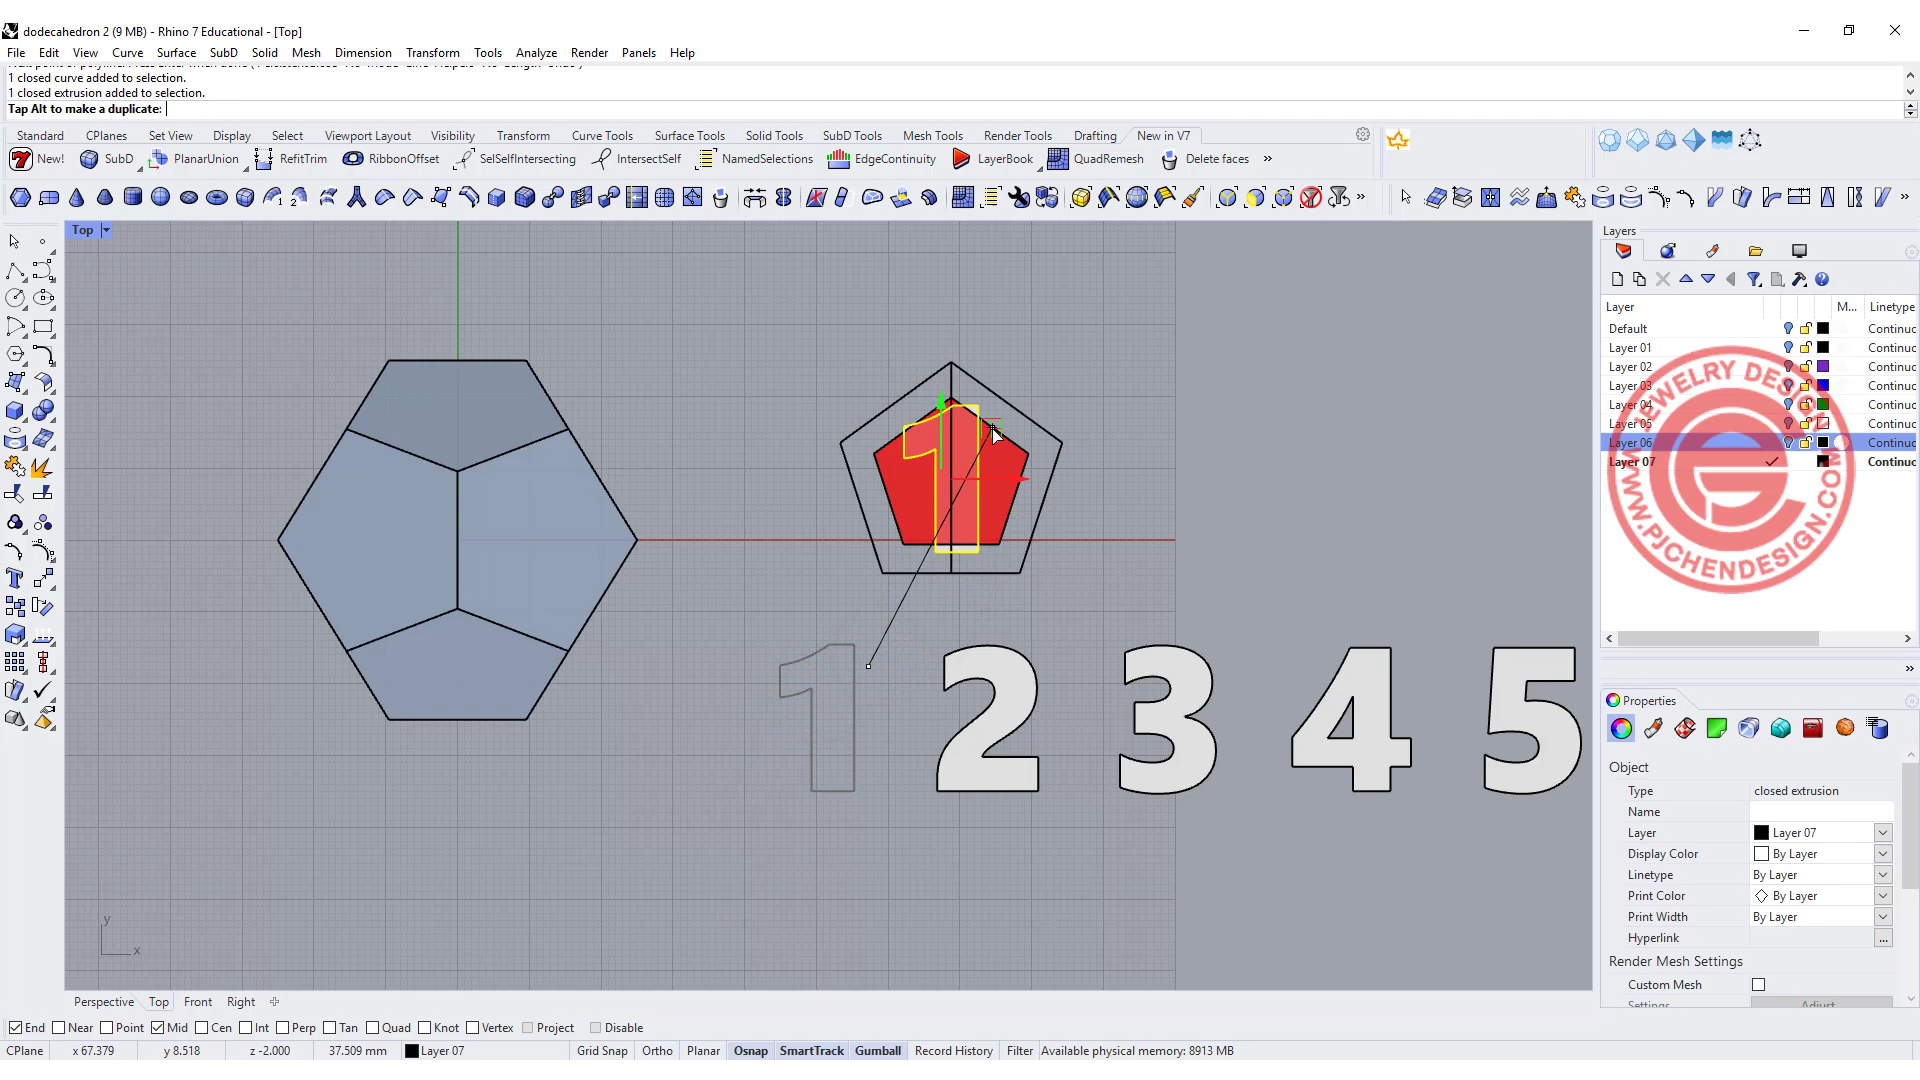 dodecahedron 2 (9 MB) - Rhino 7 Educational - [Top]
File Edit View Curve Surface SubD Solid Mesh Dimension Transform Tools Analyze Render Panels Help
1 closed curve added to selection.
1 closed extrusion added to selection.
Tap Alt to make a duplicate:
Standard CPlanes Set View Display Select Viewport Layout Visibility Transform Curve Tools Surface Tools Solid Tools SubD Tools Mesh Tools Render Tools Drafting New in V7
7 New! SubD PlanarUnion RefitTrim RibbonOffset SelSelfIntersecting IntersectSelf NamedSelections EdgeContinuity LayerBook QuadRemesh Delete faces »
Top
Layers
Layer M... Linetype
Default Continuc
Layer 01 Continuc
Layer 02 Continuc
Layer 03 Continuc
Layer 04 Continuc
Layer 05 Continuc
Layer 06 Continuc
Layer 07 Continuc
JEWELRY DESIGN
WWW.PJCHENDESIGN.COM
1
1 2 3 4 5
y
x
Properties
Object
Type closed extrusion
Name
Layer Layer 07
Display Color By Layer
Linetype By Layer
Print Color By Layer
Print Width By Layer
Hyperlink ...
Render Mesh Settings
Custom Mesh
Settings Adjust
Perspective Top Front Right
End Near Point Mid Cen Int Perp Tan Quad Knot Vertex Project Disable
CPlane x 67.379 y 8.518 z -2.000 37.509 mm Layer 07 Grid Snap Ortho Planar Osnap SmartTrack Gumball Record History Filter Available physical memory: 8913 MB